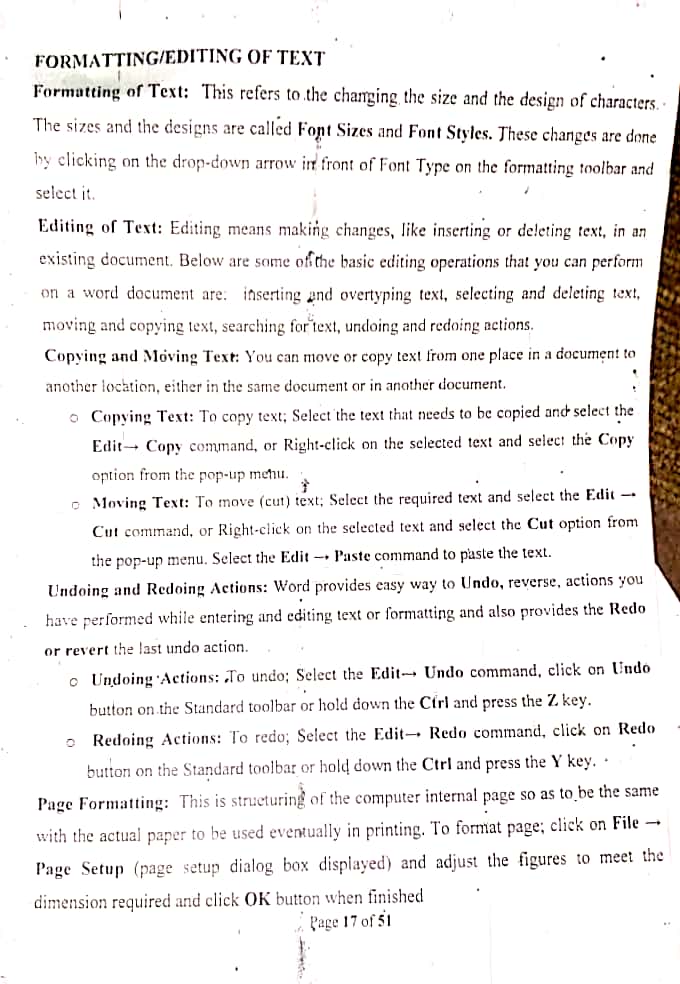 FORMATTING/EDITING OF TEXT
Formatting of Text: This refers to the changing the size and the design of characters.
The sizes and the designs are called Font Sizes and Font Styles. These changes are done
by clicking on the drop-down arrow in front of Font Type on the formatting toolbar and
select it.
Editing of Text: Editing means making changes, like inserting or deleting text, in an
existing document. Below are some of the basic editing operations that you can perform
on a word document are: inserting and overtyping text, selecting and deleting text,
moving and copying text, searching for text, undoing and redoing actions.
Copying and Moving Text: You can move or copy text from one place in a document to
another location, either in the same document or in another document.
o Copying Text: To copy text; Select the text that needs to be copied and select the
Edit→ Copy command, or Right-click on the selected text and select the Copy
option from the pop-up menu.
o Moving Text: To move (cut) text; Select the required text and select the Edit →
Cut command, or Right-click on the selected text and select the Cut option from
the pop-up menu. Select the Edit → Paste command to paste the text.
Undoing and Redoing Actions: Word provides easy way to Undo, reverse, actions you
have performed while entering and editing text or formatting and also provides the Redo
or revert the last undo action.
o Undoing Actions: To undo; Select the Edit→ Undo command, click on Undo
button on the Standard toolbar or hold down the Ctrl and press the Z key.
o Redoing Actions: To redo; Select the Edit→ Redo command, click on Redo
button on the Standard toolbar or hold down the Ctrl and press the Y key.
Page Formatting: This is structuring of the computer internal page so as to be the same
with the actual paper to be used eventually in printing. To format page; click on File →
Page Setup (page setup dialog box displayed) and adjust the figures to meet the
dimension required and click OK button when finished
Page 17 of 51